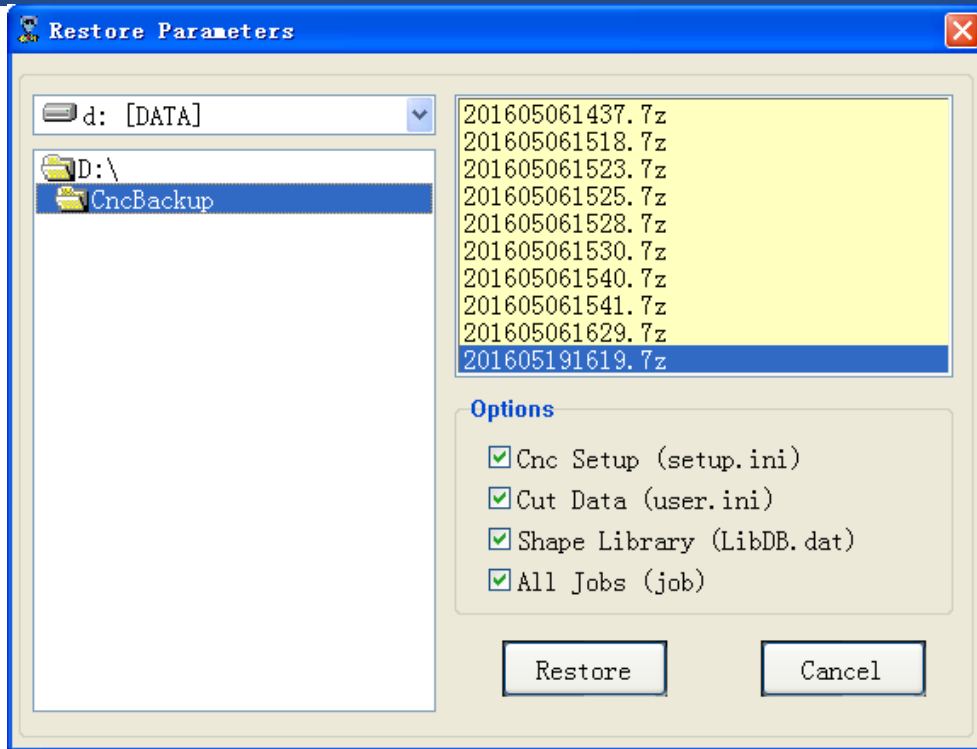 Restore Parameters
d: [DATA]
D:\
CncBackup
201605061437.7z
201605061518.7z
201605061523.7z
201605061525.7z
201605061528.7z
201605061530.7z
201605061540.7z
201605061541.7z
201605061629.7z
201605191619.7z
Options
Cnc Setup (setup.ini)
Cut Data (user.ini)
Shape Library (LibDB.dat)
All Jobs (job)
Restore
Cancel